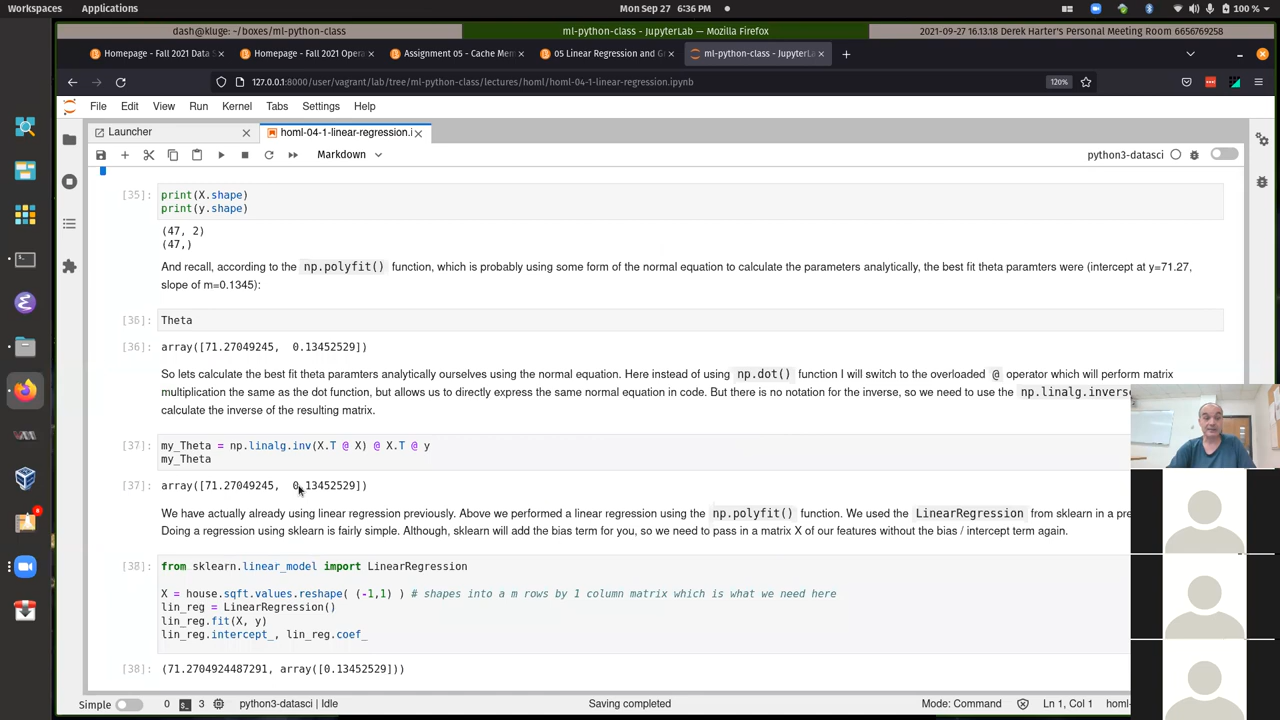 Workspaces Applications Mon Sep 27 6:36 PM 100 %
dash@kluge: ~/boxes/ml-python-class ml-python-class - JupyterLab — Mozilla Firefox 2021-09-27 16.13.18 Derek Harter's Personal Meeting Room 6656769258
Homepage - Fall 2021 Data S Homepage - Fall 2021 Opera Assignment 05 - Cache Mem 05 Linear Regression and Gr ml-python-class - JupyterLa
127.0.0.1:8000/user/vagrant/lab/tree/ml-python-class/lectures/homl/homl-04-1-linear-regression.ipynb 120%
File Edit View Run Kernel Tabs Settings Help
Launcher homl-04-1-linear-regression.i
Markdown python3-datasci
[35]: print(X.shape)
print(y.shape)
(47, 2)
(47,)
And recall, according to the np.polyfit() function, which is probably using some form of the normal equation to calculate the parameters analytically, the best fit theta paramters were (intercept at y=71.27,
slope of m=0.1345):
[36]: Theta
[36]: array([71.27049245, 0.13452529])
So lets calculate the best fit theta paramters analytically ourselves using the normal equation. Here instead of using np.dot() function I will switch to the overloaded @ operator which will perform matrix
multiplication the same as the dot function, but allows us to directly express the same normal equation in code. But there is no notation for the inverse, so we need to use the np.linalg.inverse
calculate the inverse of the resulting matrix.
[37]: my_Theta = np.linalg.inv(X.T @ X) @ X.T @ y
my_Theta
[37]: array([71.27049245, 0.13452529])
We have actually already using linear regression previously. Above we performed a linear regression using the np.polyfit() function. We used the LinearRegression from sklearn in a pre
Doing a regression using sklearn is fairly simple. Although, sklearn will add the bias term for you, so we need to pass in a matrix X of our features without the bias / intercept term again.
[38]: from sklearn.linear_model import LinearRegression
X = house.sqft.values.reshape( (-1,1) ) # shapes into a m rows by 1 column matrix which is what we need here
lin_reg = LinearRegression()
lin_reg.fit(X, y)
lin_reg.intercept_, lin_reg.coef_
[38]: (71.2704924487291, array([0.13452529]))
Simple 0 3 python3-datasci | Idle Saving completed Mode: Command Ln 1, Col 1 homl-